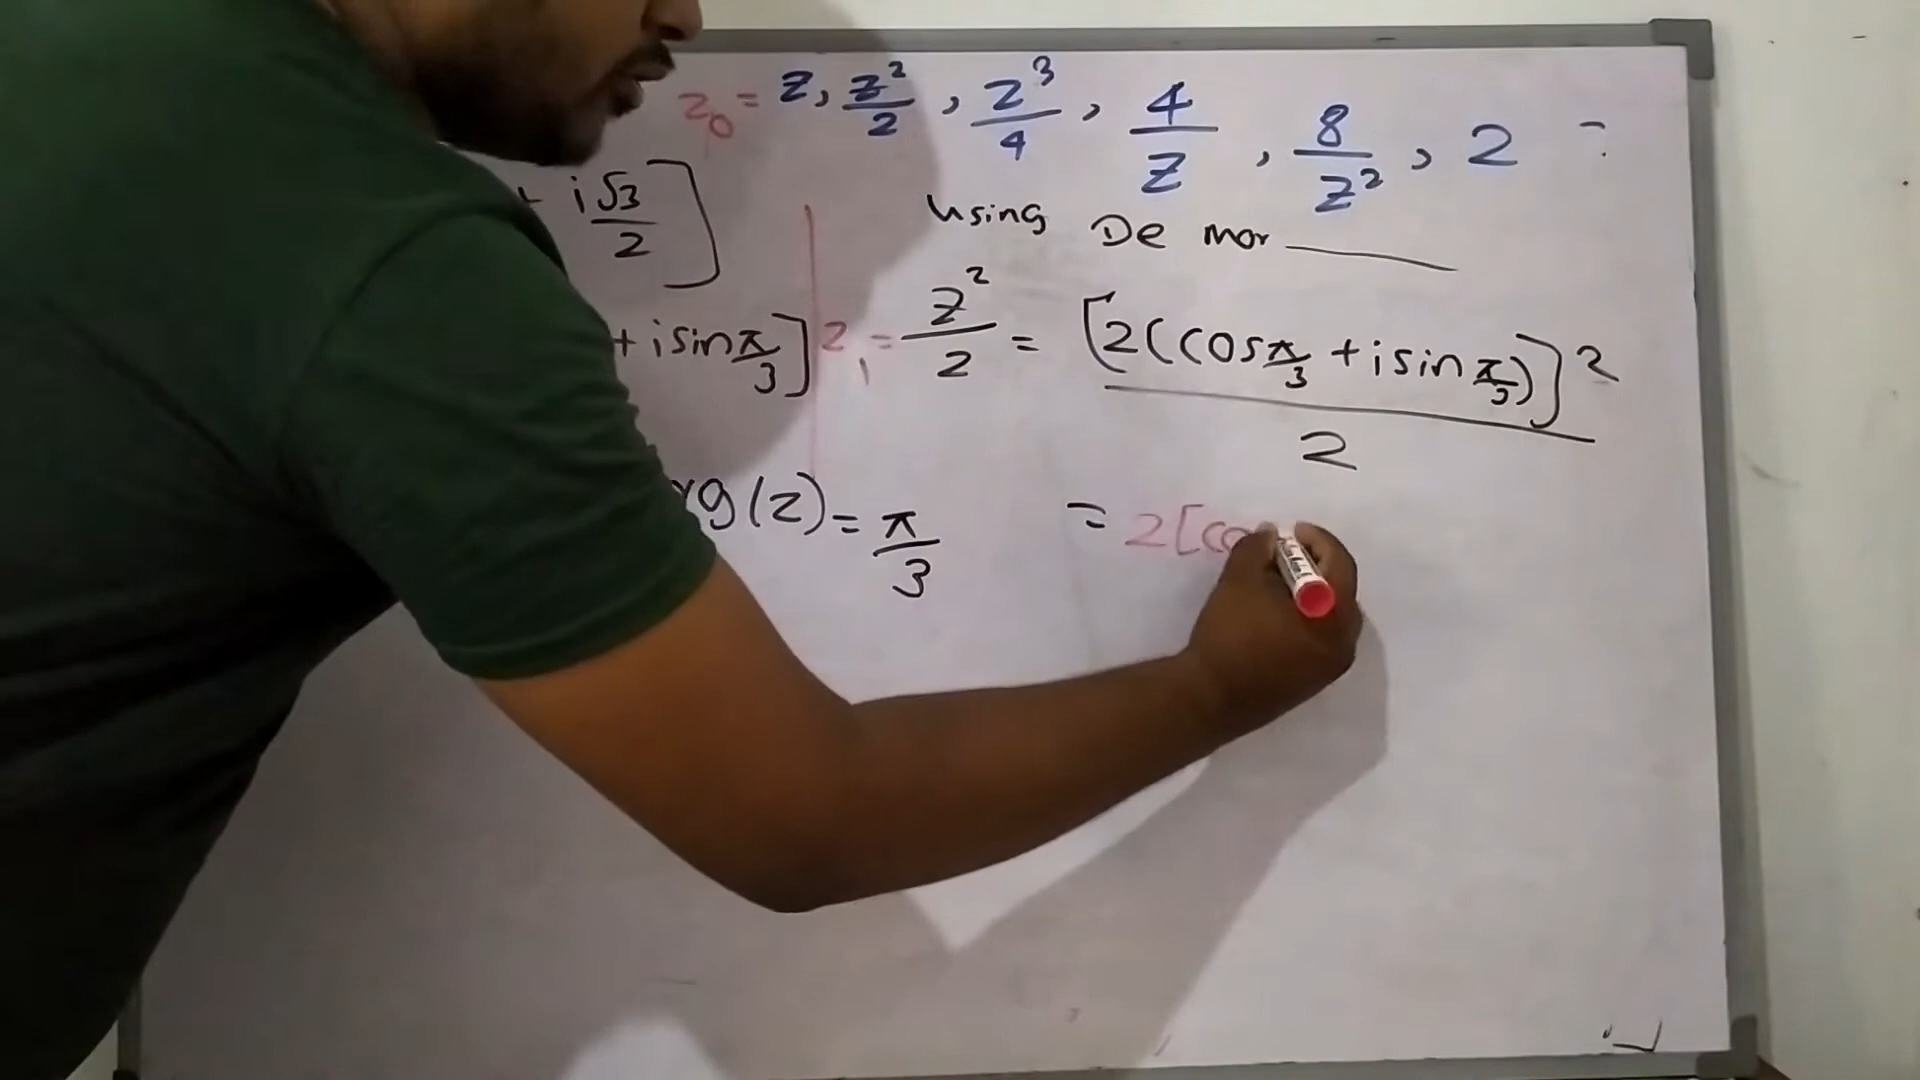 z₀ = z, z²/2, z³/4, 4/z, 8/z², 2 =
+ i√3/2]
using De mor
+ i sin π/3]
z₁ = z²/2 = [2(cos π/3 + i sin π/3)]²/2
rg(z) = π/3
= 2[co